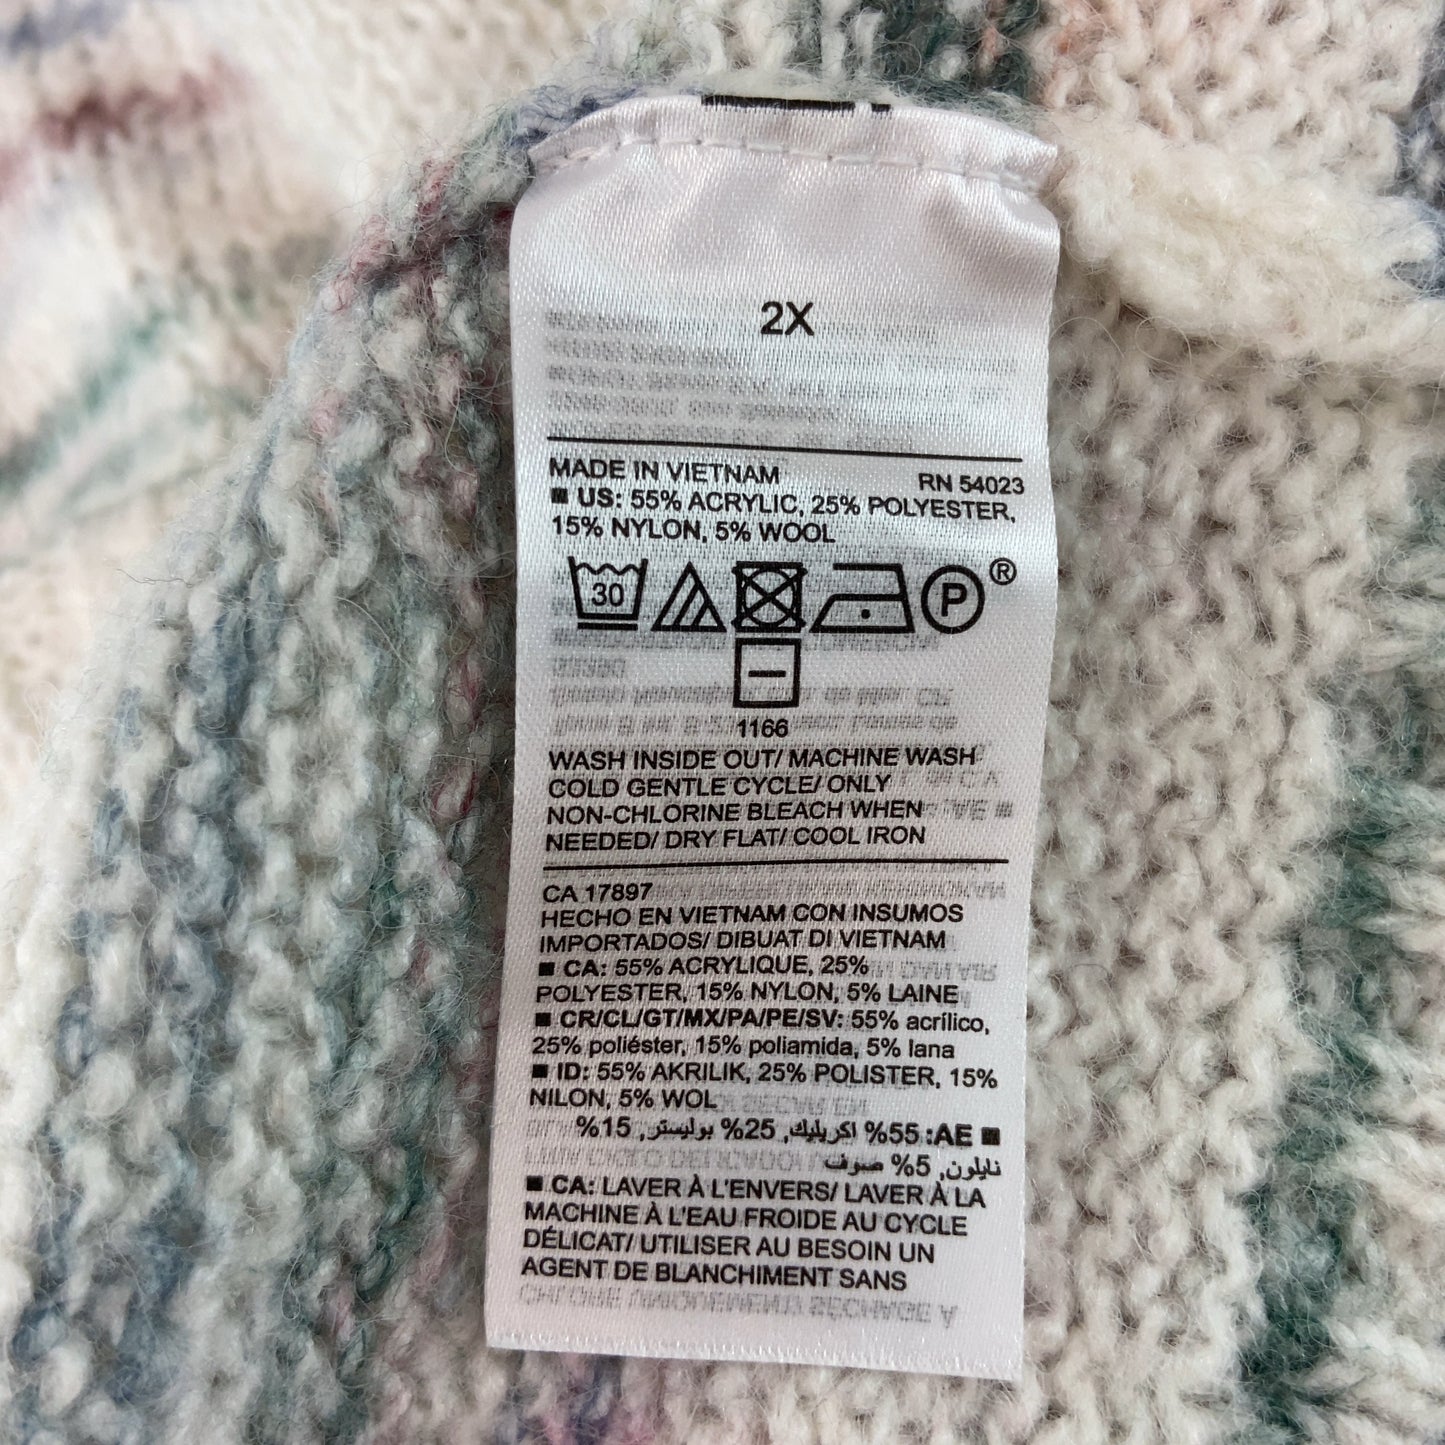 2X
MADE IN VIETNAM RN 54023
■ US: 55% ACRYLIC, 25% POLYESTER,
15% NYLON, 5% WOOL
30 P ®
1166
WASH INSIDE OUT/ MACHINE WASH
COLD GENTLE CYCLE/ ONLY
NON-CHLORINE BLEACH WHEN
NEEDED/ DRY FLAT/ COOL IRON
CA 17897
HECHO EN VIETNAM CON INSUMOS
IMPORTADOS/ DIBUAT DI VIETNAM
■ CA: 55% ACRYLIQUE, 25%
POLYESTER, 15% NYLON, 5% LAINE
■ CR/CL/GT/MX/PA/PE/SV: 55% acrílico,
25% poliéster, 15% poliamida, 5% lana
■ ID: 55% AKRILIK, 25% POLISTER, 15%
NILON, 5% WOL
■ AE: 55% اكريليك, 25% بوليستر, 15%
نايلون, 5% صوف
■ CA: LAVER À L'ENVERS/ LAVER À LA
MACHINE À L'EAU FROIDE AU CYCLE
DÉLICAT/ UTILISER AU BESOIN UN
AGENT DE BLANCHIMENT SANS